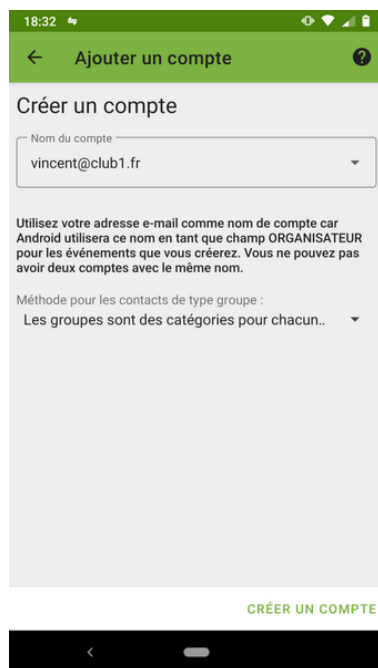 18:32
Ajouter un compte
Créer un compte
Nom du compte
vincent@club1.fr
Utilisez votre adresse e-mail comme nom de compte car
Android utilisera ce nom en tant que champ ORGANISATEUR
pour les événements que vous créerez. Vous ne pouvez pas
avoir deux comptes avec le même nom.
Méthode pour les contacts de type groupe :
Les groupes sont des catégories pour chacun..
CRÉER UN COMPTE